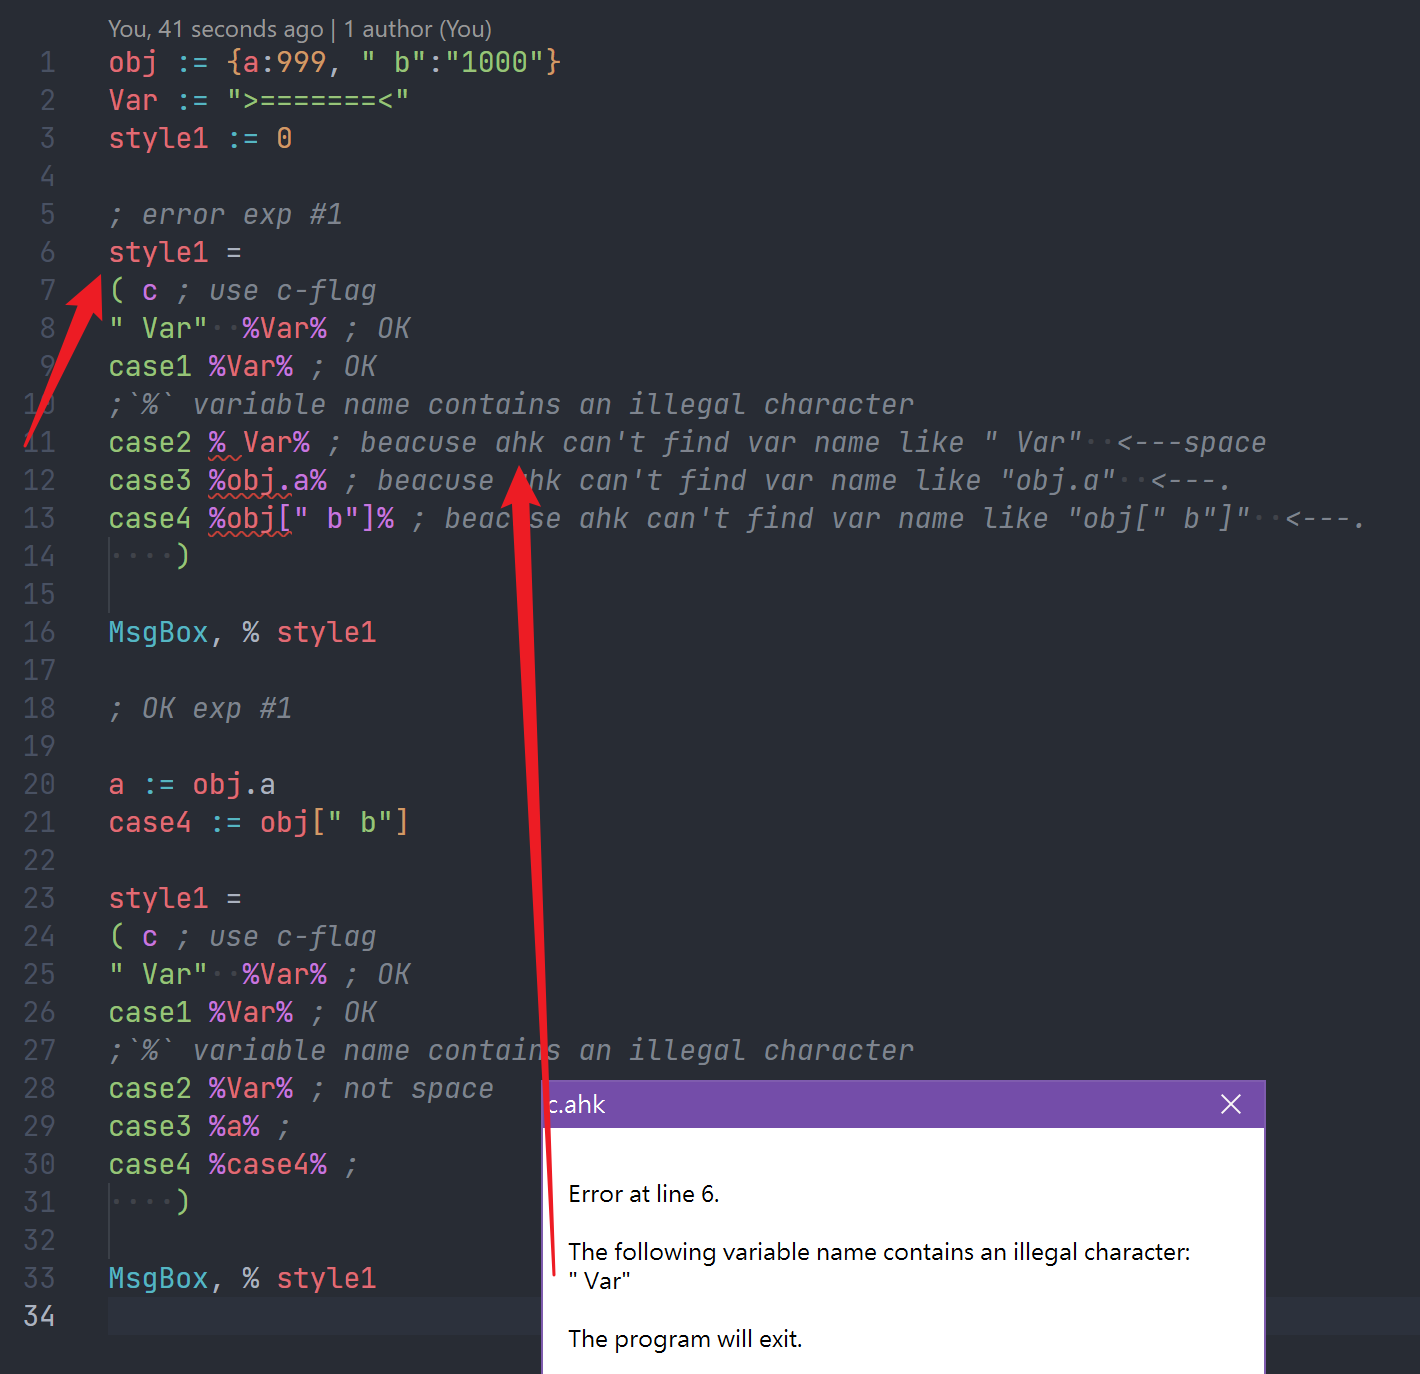 You, 41 seconds ago | 1 author (You)
1 obj := {a:999, " b":"1000"}
2 Var := ">=======<"
3 style1 := 0
4
5 ; error exp #1
6 style1 =
7 ( c ; use c-flag
8 " Var"  %Var% ; OK
9 case1 %Var% ; OK
10 ;`%` variable name contains an illegal character
11 case2 % Var% ; beacuse ahk can't find var name like " Var"  <---space
12 case3 %obj.a% ; beacuse ahk can't find var name like "obj.a"  <---.
13 case4 %obj[" b"]% ; beacuse ahk can't find var name like "obj[" b"]"  <---.
14     )
15
16 MsgBox, % style1
17
18 ; OK exp #1
19
20 a := obj.a
21 case4 := obj[" b"]
22
23 style1 =
24 ( c ; use c-flag
25 " Var"  %Var% ; OK
26 case1 %Var% ; OK
27 ;`%` variable name contains an illegal character
28 case2 %Var% ; not space
29 case3 %a% ;
30 case4 %case4% ;
31     )
32
33 MsgBox, % style1
34
c.ahk
Error at line 6.
The following variable name contains an illegal character:
" Var"
The program will exit.